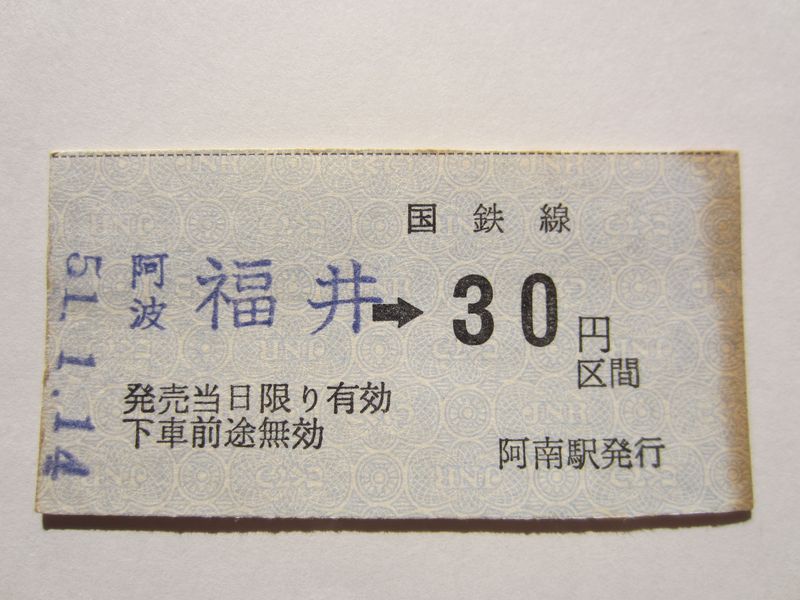 国鉄線
阿波 福井➡30円区間
発売当日限り有効
下車前途無効
阿南駅発行
51.1.14